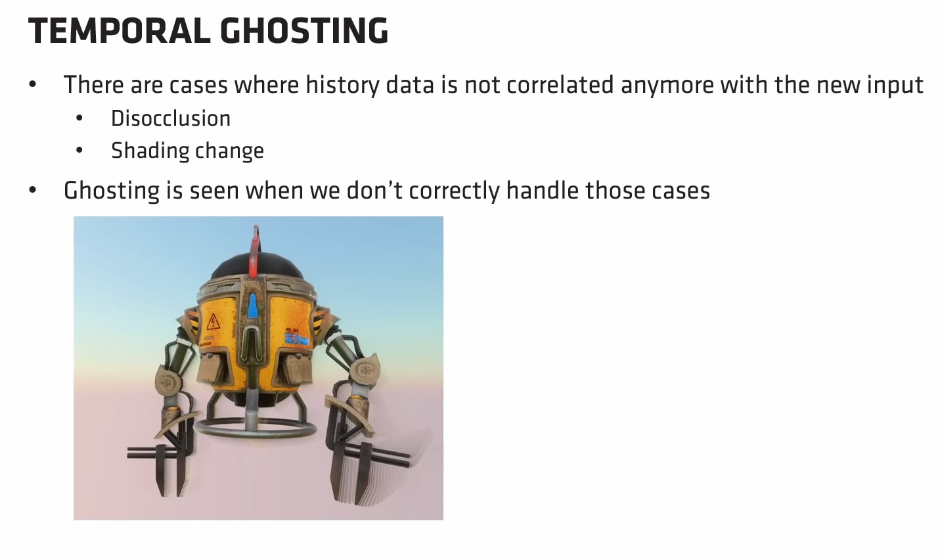 TEMPORAL GHOSTING
• There are cases where history data is not correlated anymore with the new input
• Disocclusion
• Shading change
• Ghosting is seen when we don't correctly handle those cases